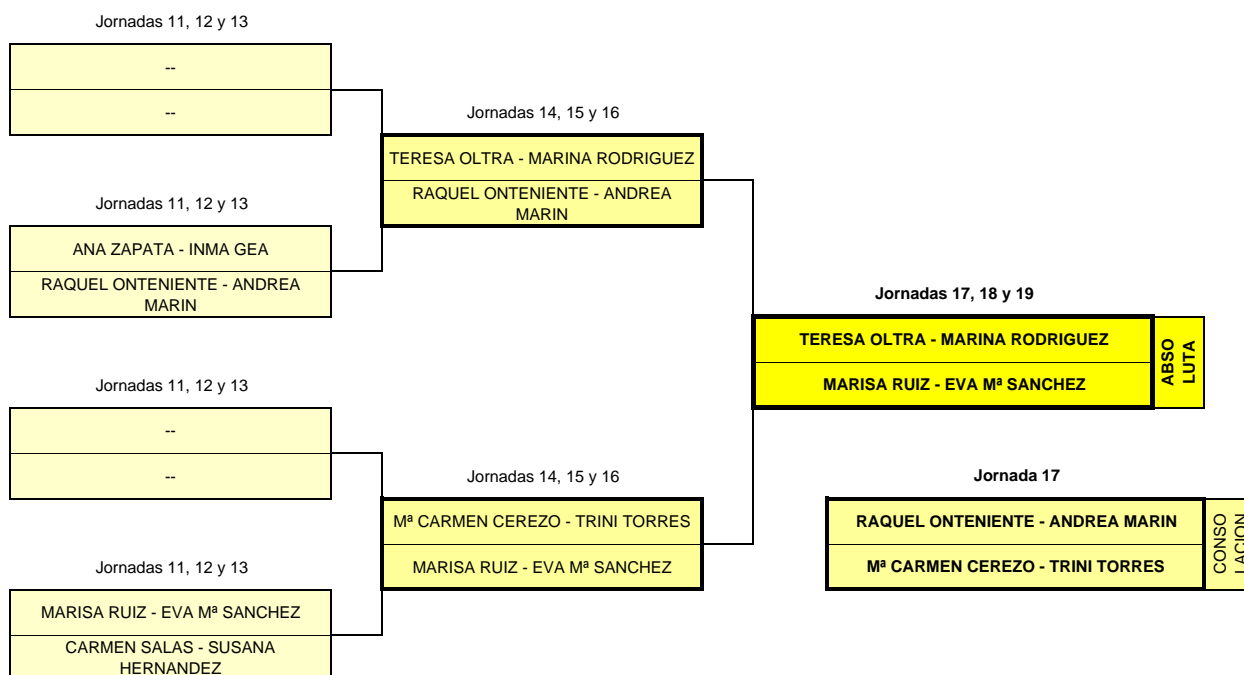 Jornadas 11, 12 y 13
--
--
Jornadas 14, 15 y 16
TERESA OLTRA - MARINA RODRIGUEZ
RAQUEL ONTENIENTE - ANDREA
MARIN
Jornadas 11, 12 y 13
ANA ZAPATA - INMA GEA
RAQUEL ONTENIENTE - ANDREA
MARIN
Jornadas 17, 18 y 19
TERESA OLTRA - MARINA RODRIGUEZ
MARISA RUIZ - EVA Mª SANCHEZ
ABSO
LUTA
Jornadas 11, 12 y 13
--
--
Jornadas 14, 15 y 16
Mª CARMEN CEREZO - TRINI TORRES
MARISA RUIZ - EVA Mª SANCHEZ
Jornada 17
RAQUEL ONTENIENTE - ANDREA MARIN
Mª CARMEN CEREZO - TRINI TORRES
CONSO
LACION
Jornadas 11, 12 y 13
MARISA RUIZ - EVA Mª SANCHEZ
CARMEN SALAS - SUSANA
HERNANDEZ